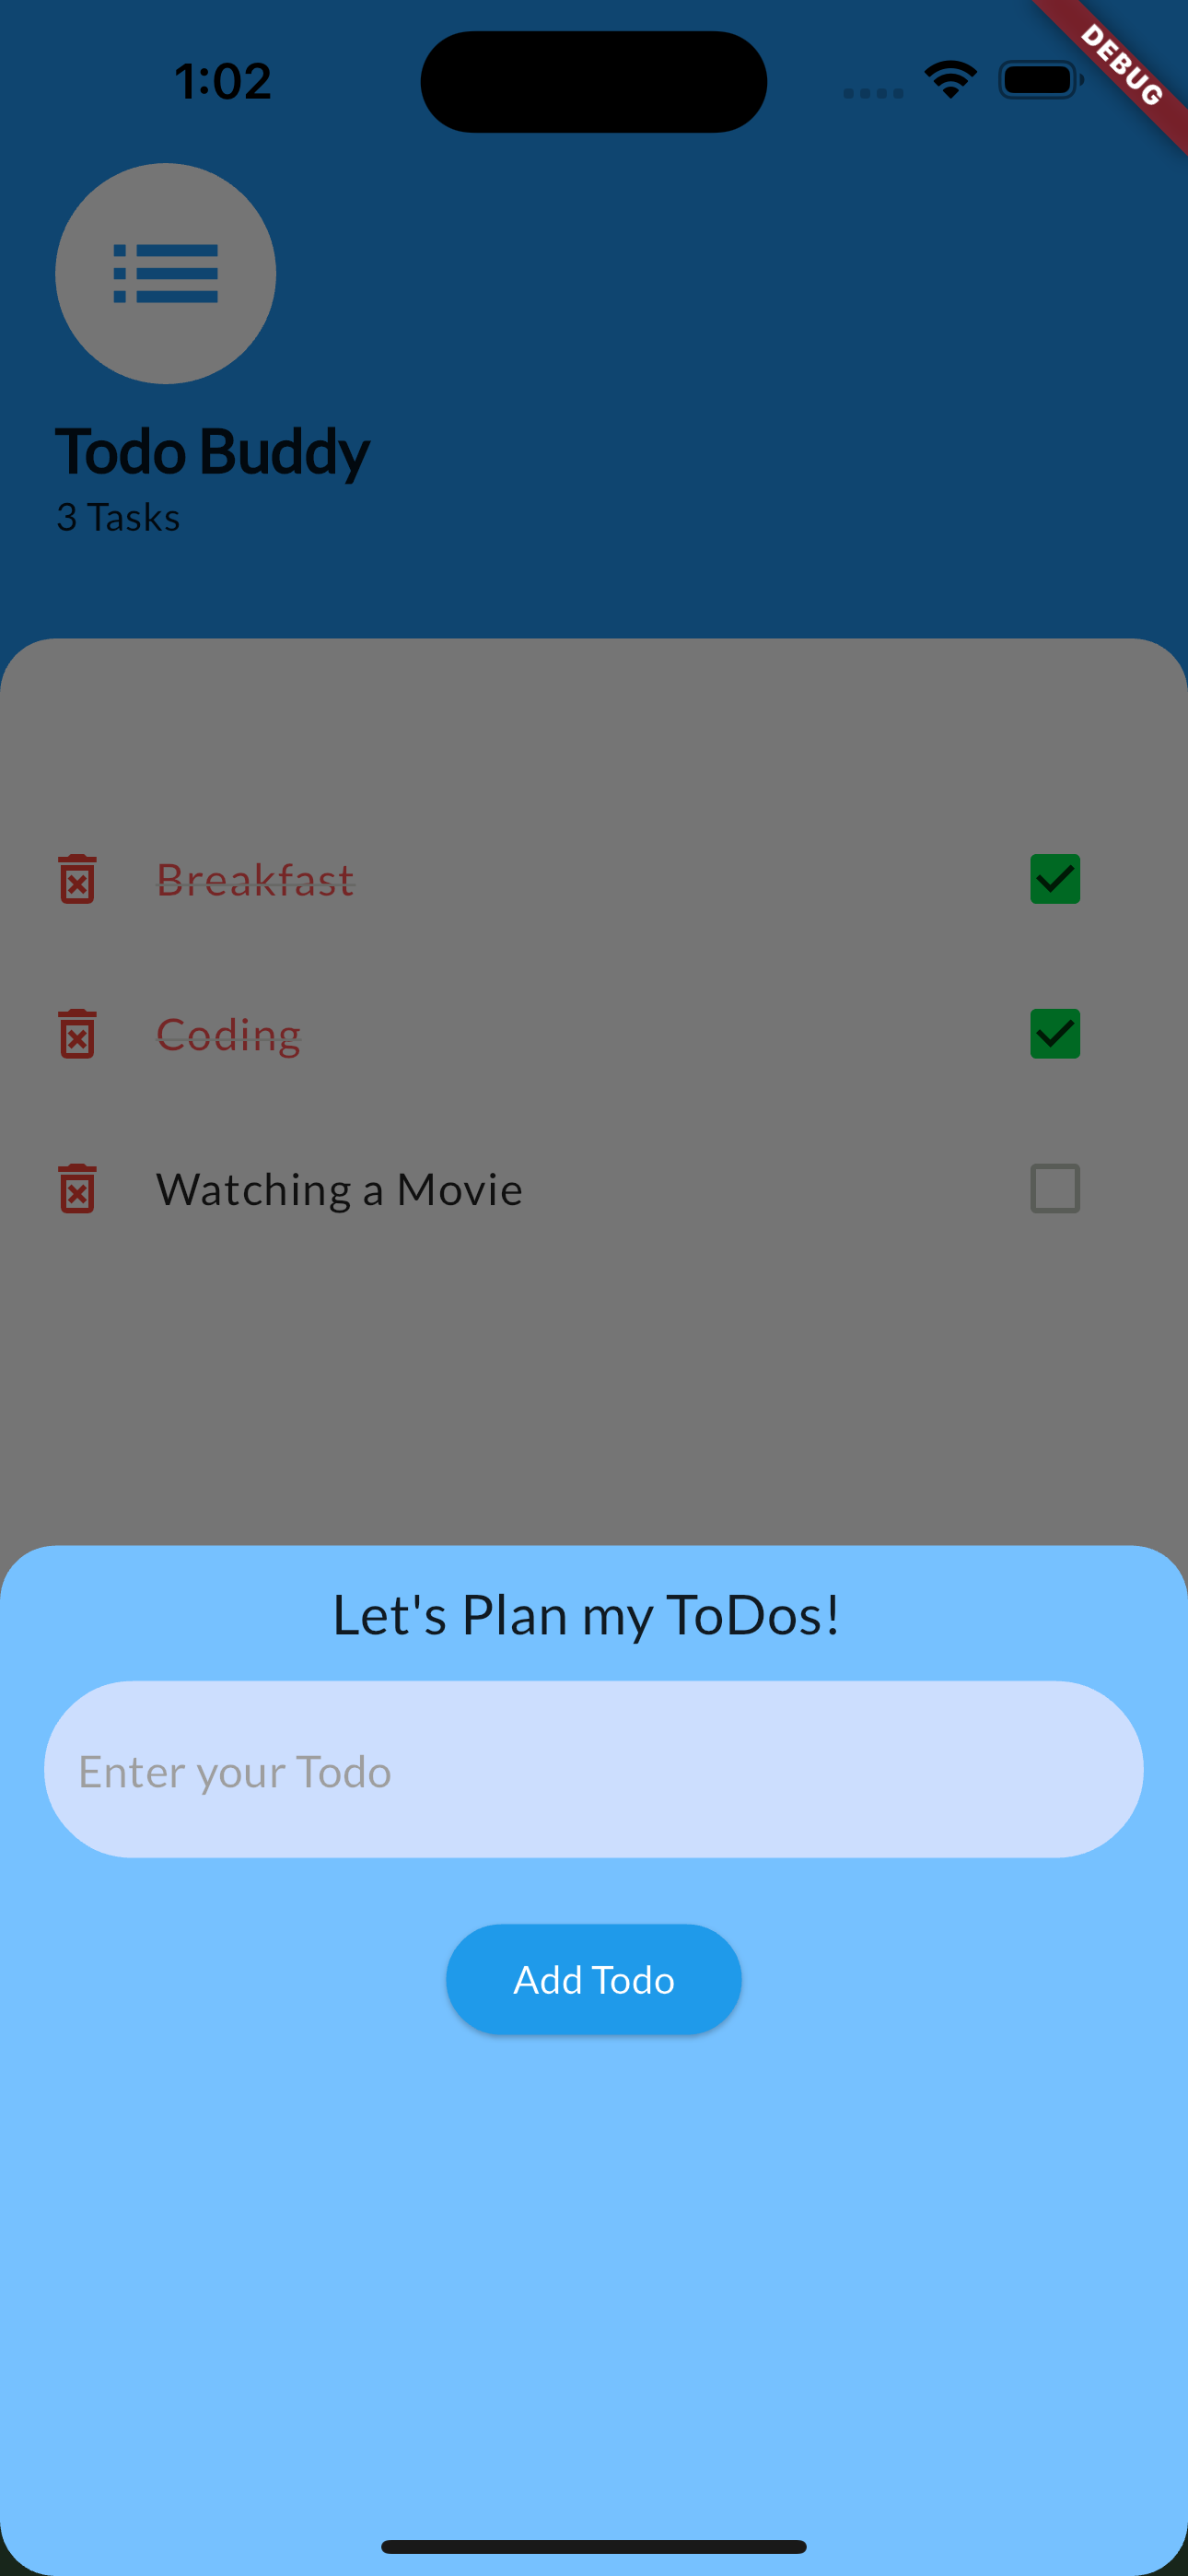 1:02
DEBUG
Todo Buddy
3 Tasks
Breakfast
Coding
Watching a Movie
Let's Plan my ToDos!
Enter your Todo
Add Todo